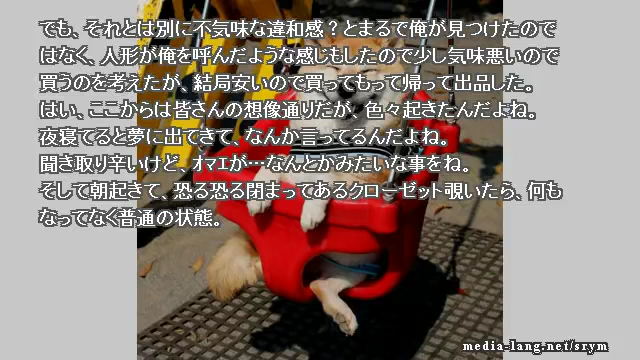 でも、それとは別に不気味な違和感？とまるで俺が見つけたので
はなく、人形が俺を呼んだような感じもしたので少し気味悪いので
買うのを考えたが、結局安いので買ってもって帰って出品した。
はい、ここからは皆さんの想像通りだが、色々起きたんだよね。
夜寝てると夢に出てきて、なんか言ってるんだよね。
聞き取り辛いけど、ｵﾏｴが…なんとかみたいな事をね。
そして朝起きて、恐る恐る閉まってあるクローゼット覗いたら、何も
なってなく普通の状態。
media-lang.net/srym